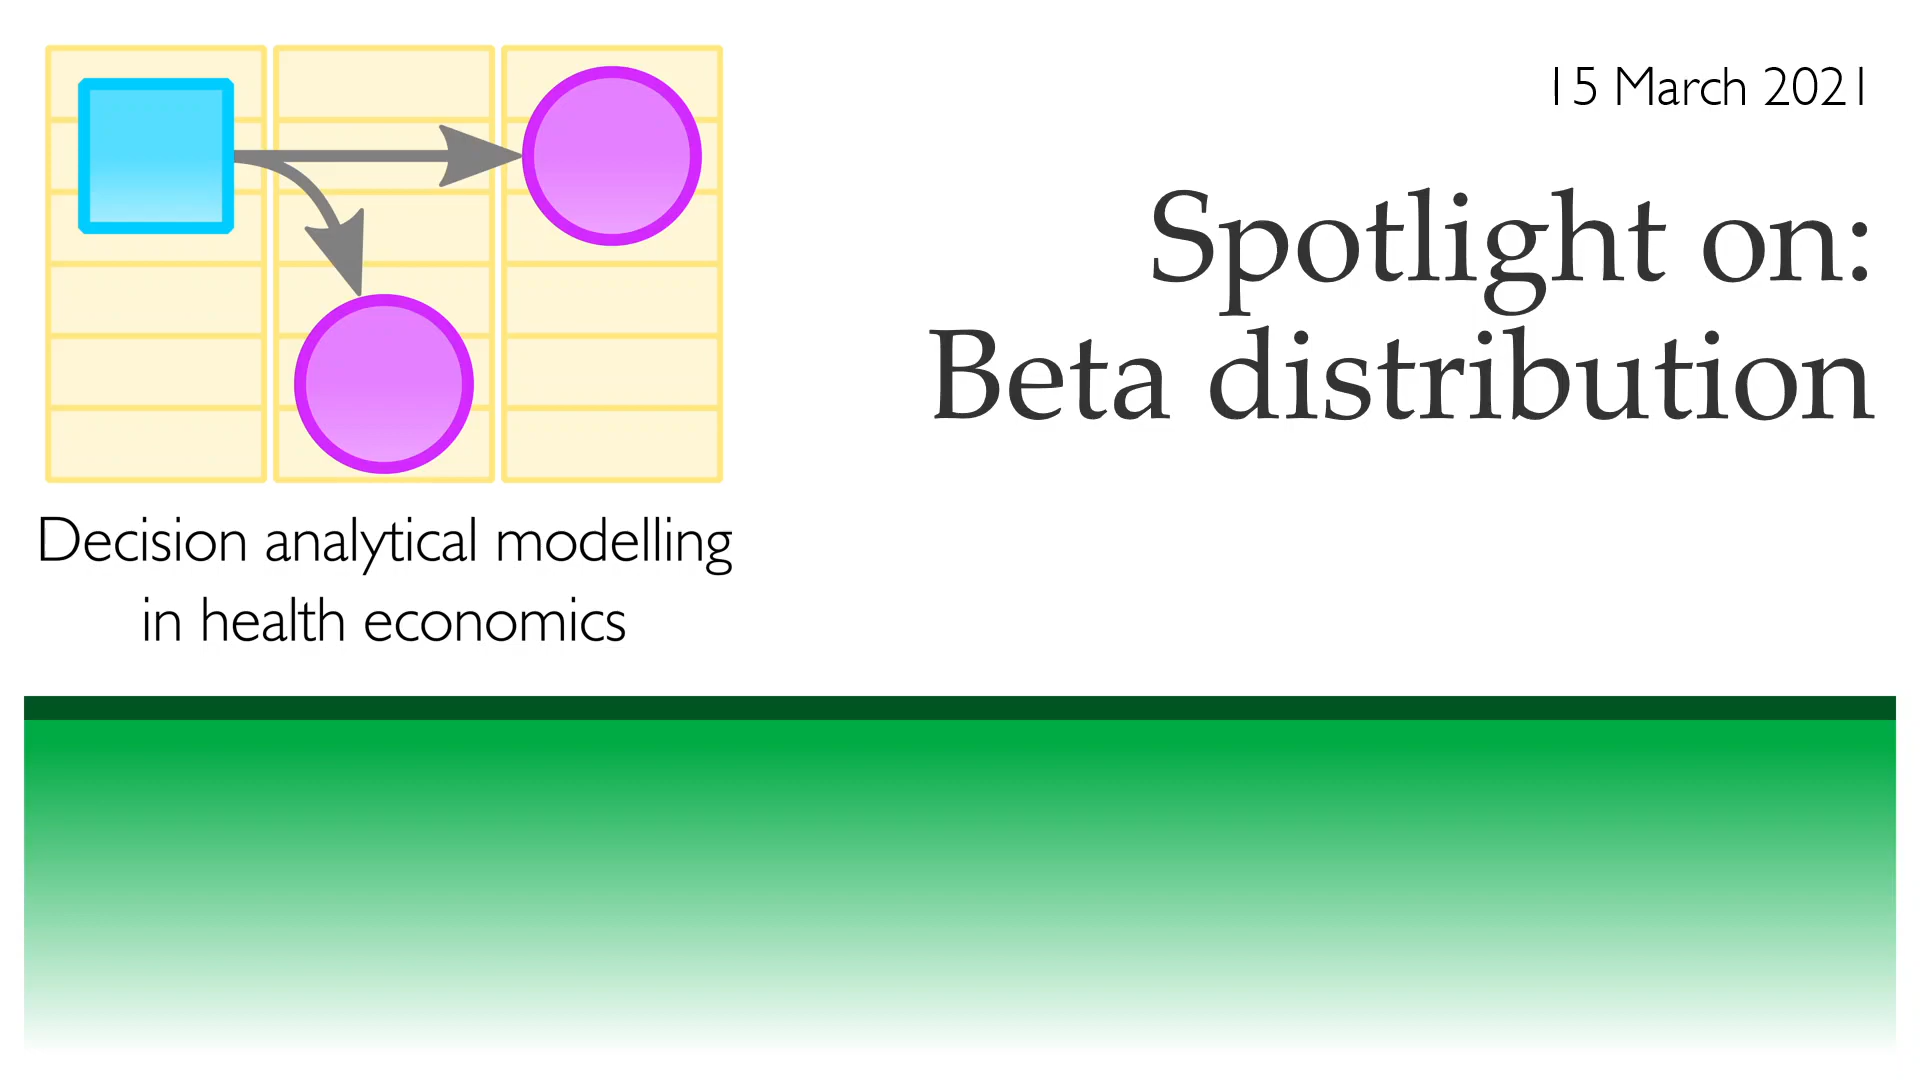 15 March 2021
Spotlight on:
Beta distribution
Decision analytical modelling
in health economics